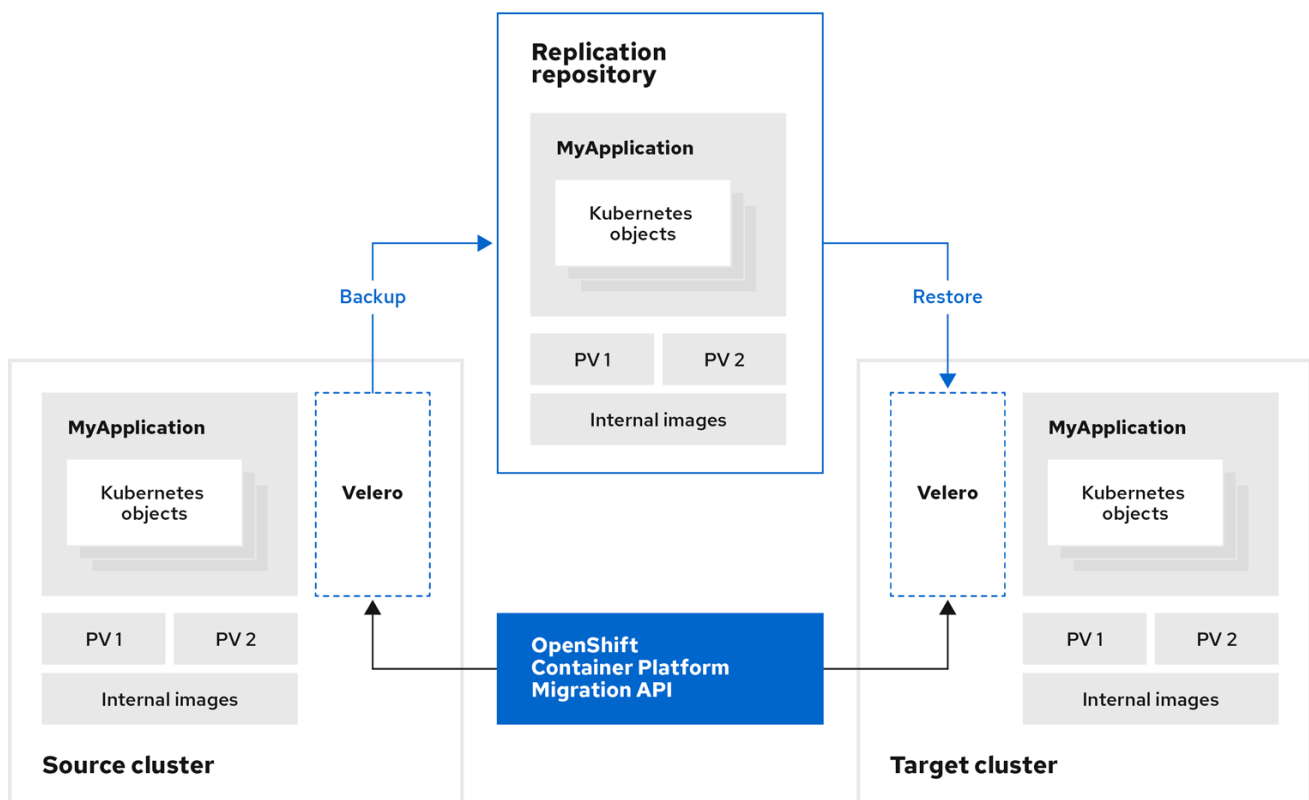 Replication
repository
MyApplication
Kubernetes
objects
Backup
Restore
PV 1
PV 2
Internal images
MyApplication
Kubernetes
objects
Velero
PV 1
PV 2
Internal images
Source cluster
OpenShift
Container Platform
Migration API
Velero
MyApplication
Kubernetes
objects
PV 1
PV 2
Internal images
Target cluster